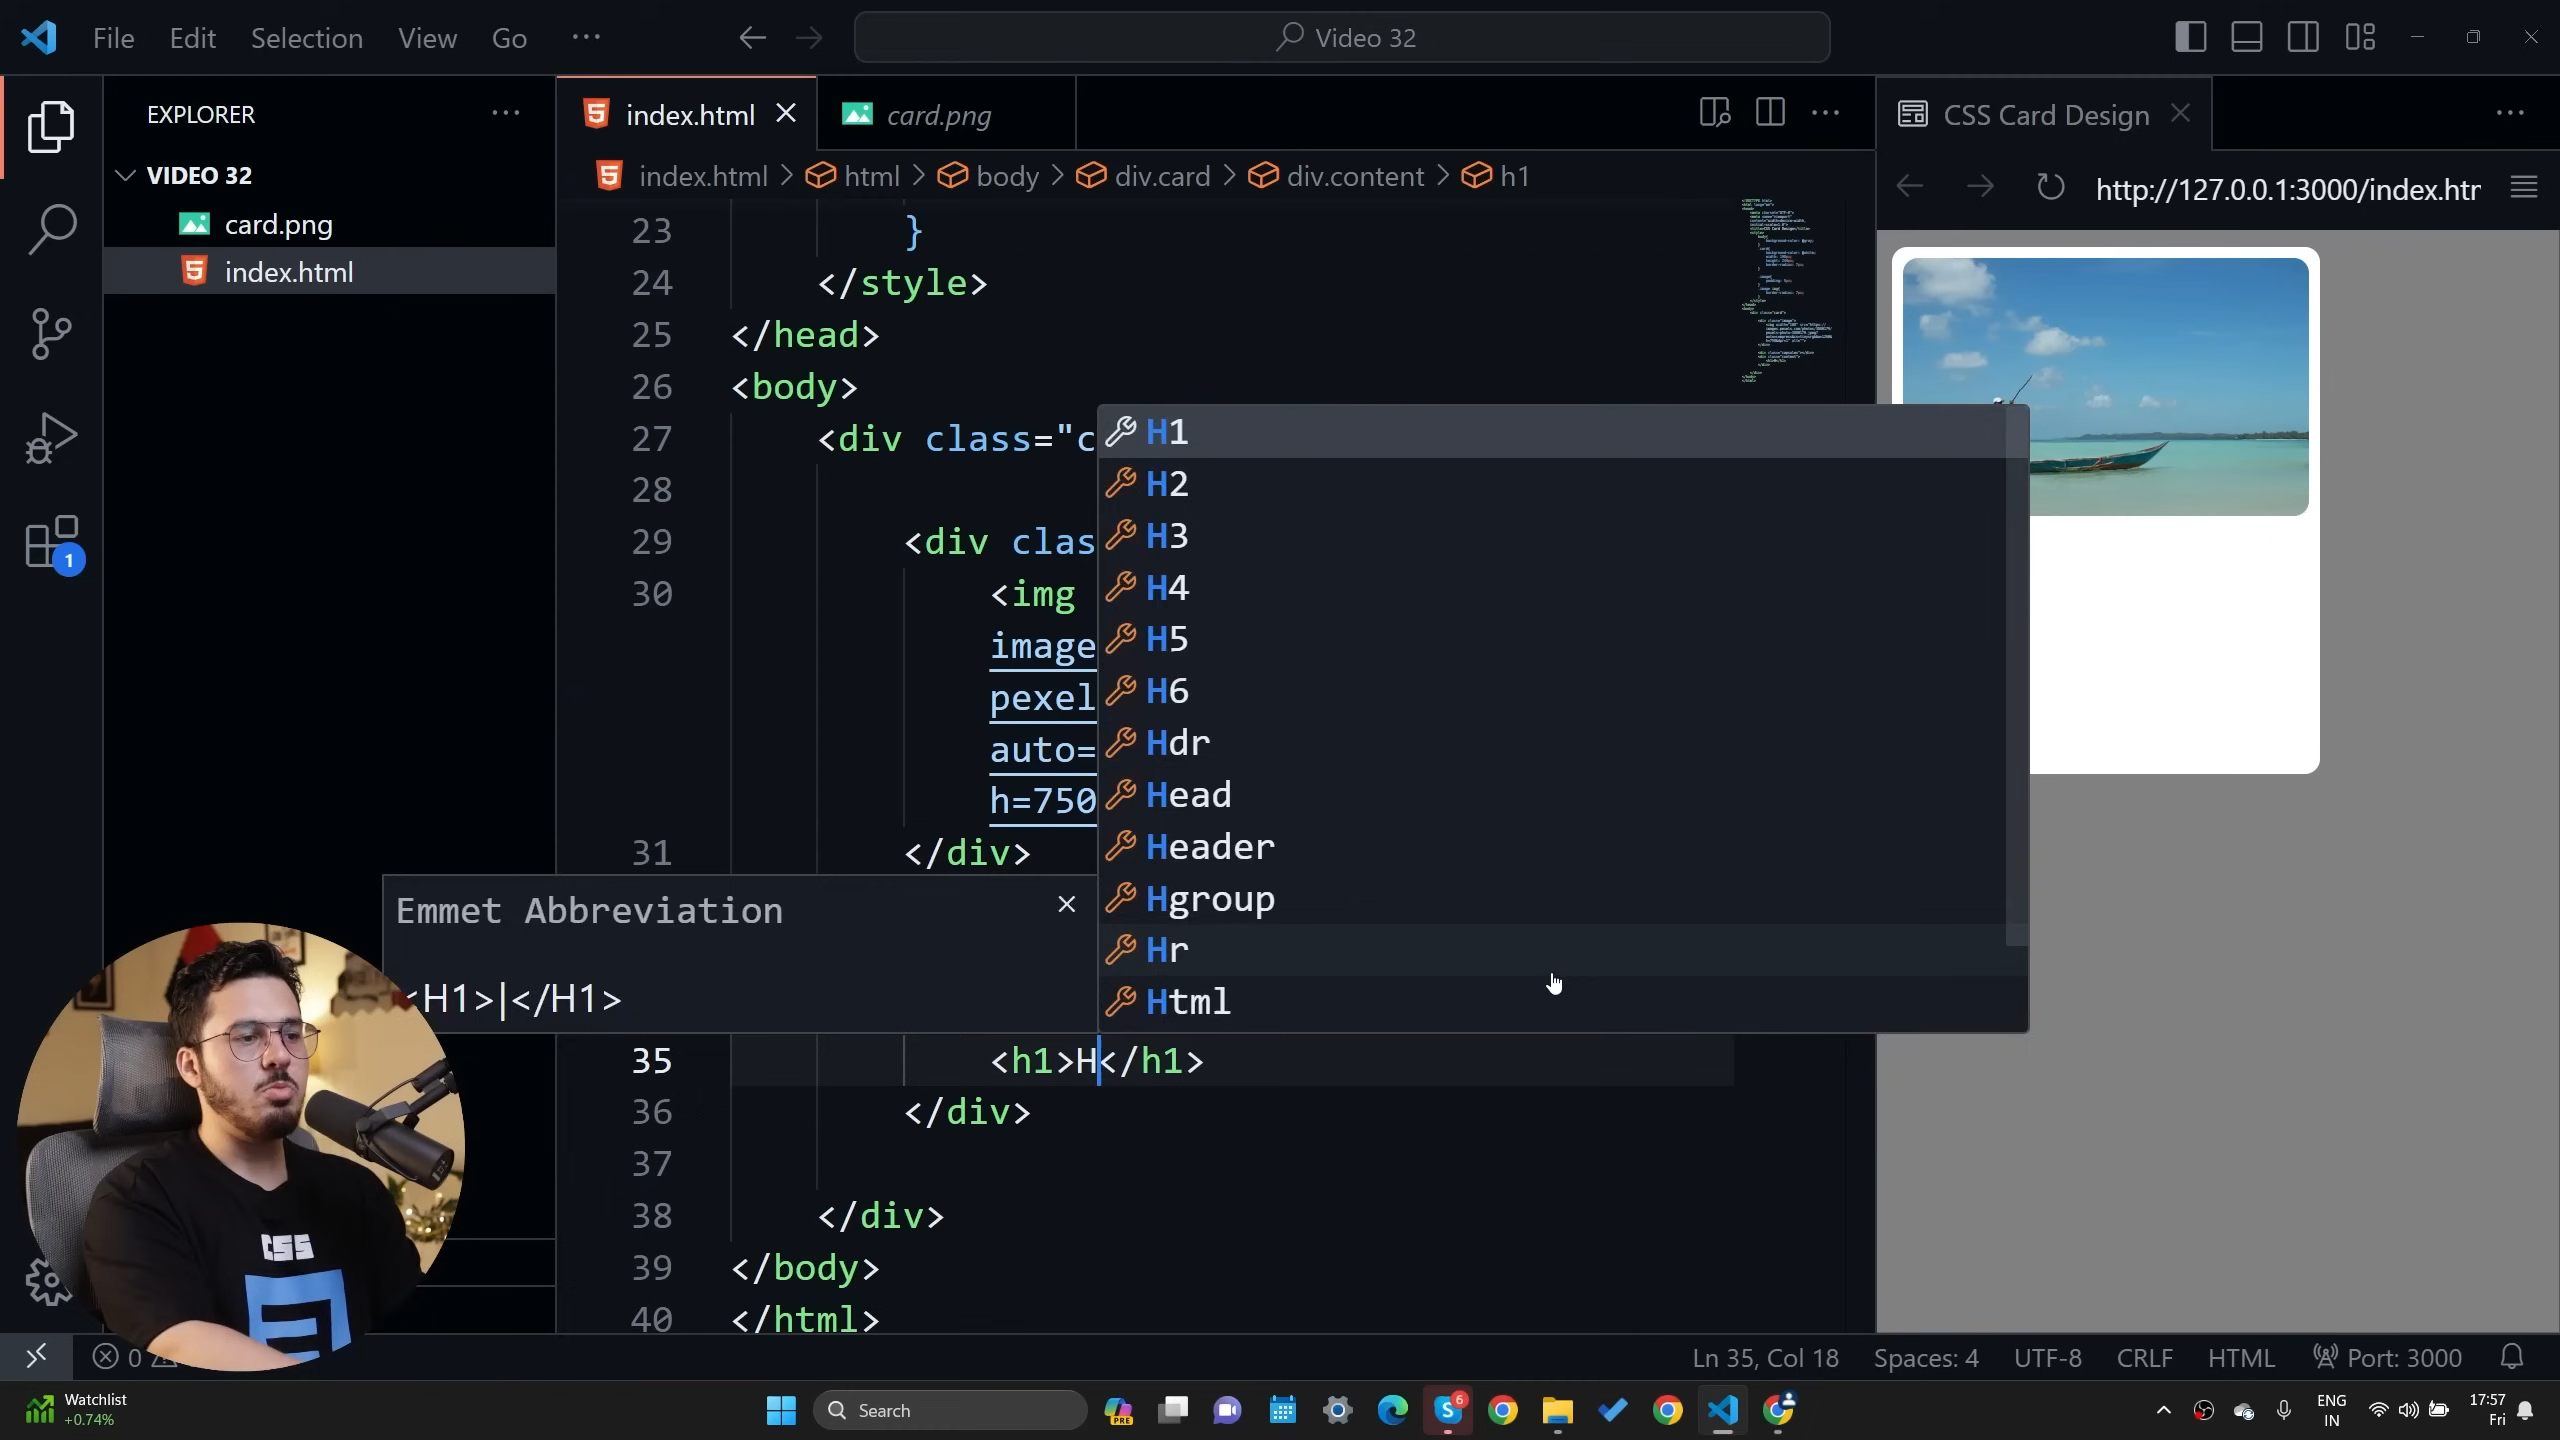 File Edit Selection View Go ···
Video 32
EXPLORER
VIDEO 32
card.png
index.html
1
index.html
card.png
index.html > html > body > div.card > div.content > h1
23 }
24 </style>
25 </head>
26 <body>
27 <div class="c
28
29 <div clas
30 <img
image
pexel
auto=
h=750
31 </div>
H1
H2
H3
H4
H5
H6
Hdr
Head
Header
Hgroup
Hr
Html
Emmet Abbreviation
<H1>|</H1>
35 <h1>H</h1>
36 </div>
37
38 </div>
39 </body>
40 </html>
CSS Card Design
http://127.0.0.1:3000/index.htr
CSS
0
Ln 35, Col 18 Spaces: 4 UTF-8 CRLF HTML Port: 3000
Watchlist
+0.74%
Search
PRE
6
ENG
IN
17:57
Fri